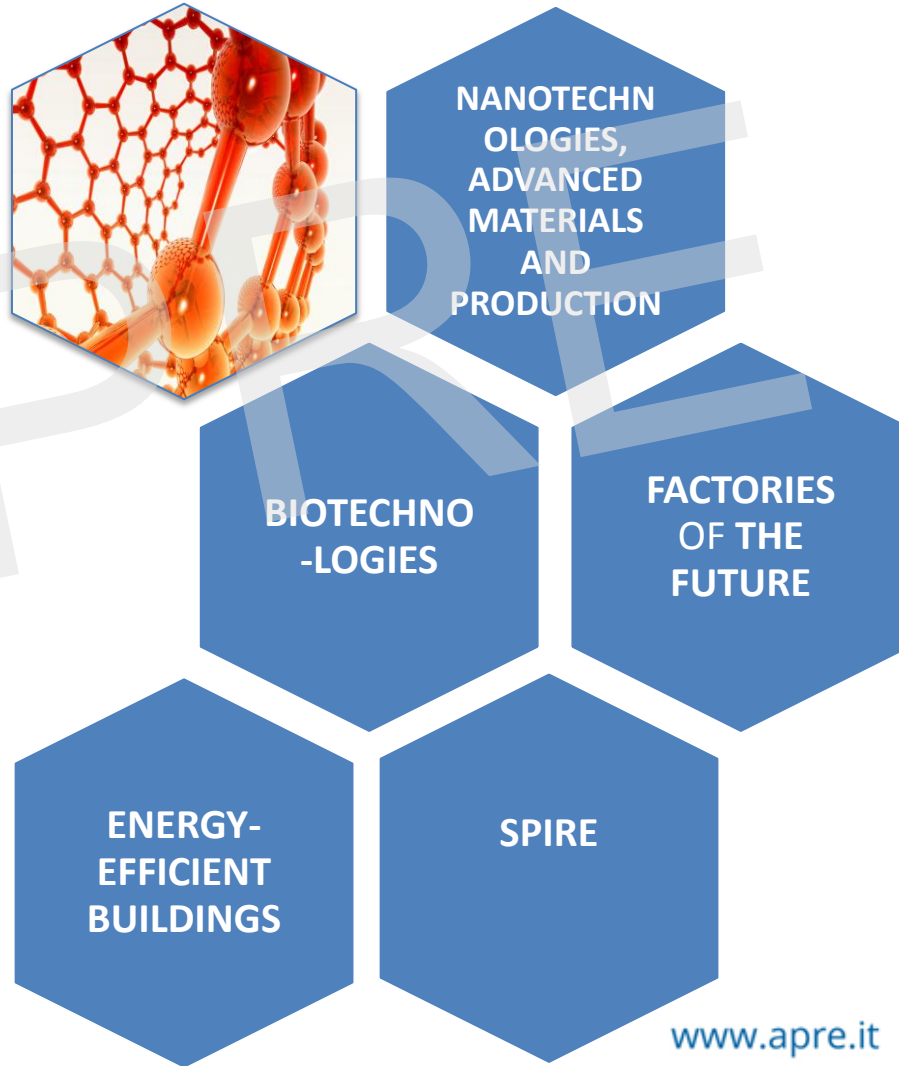 NANOTECHN
OLOGIES,
ADVANCED
MATERIALS
AND
PRODUCTION
BIOTECHNO
-LOGIES
FACTORIES
OF THE
FUTURE
ENERGY-
EFFICIENT
BUILDINGS
SPIRE
www.apre.it
PRE